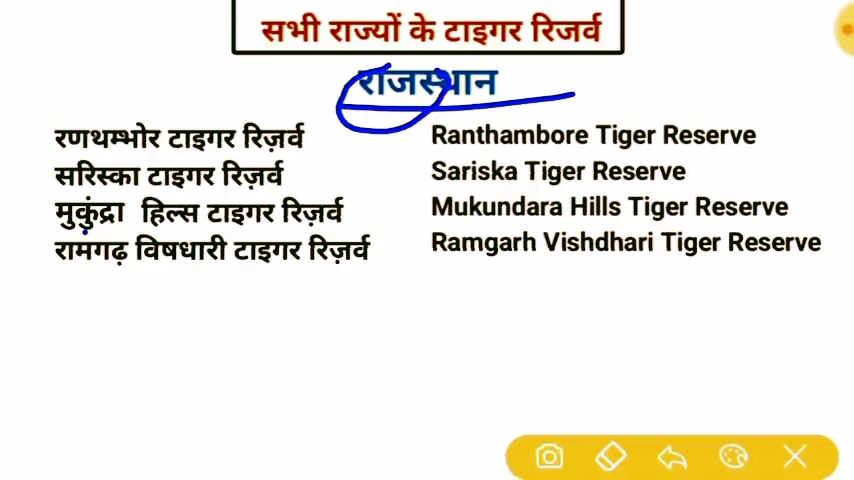 सभी राज्यों के टाइगर रिजर्व
राजस्थान
रणथम्भोर टाइगर रिज़र्व Ranthambore Tiger Reserve
सरिस्का टाइगर रिज़र्व Sariska Tiger Reserve
मुकुंद्रा हिल्स टाइगर रिज़र्व Mukundara Hills Tiger Reserve
रामगढ़ विषधारी टाइगर रिज़र्व Ramgarh Vishdhari Tiger Reserve